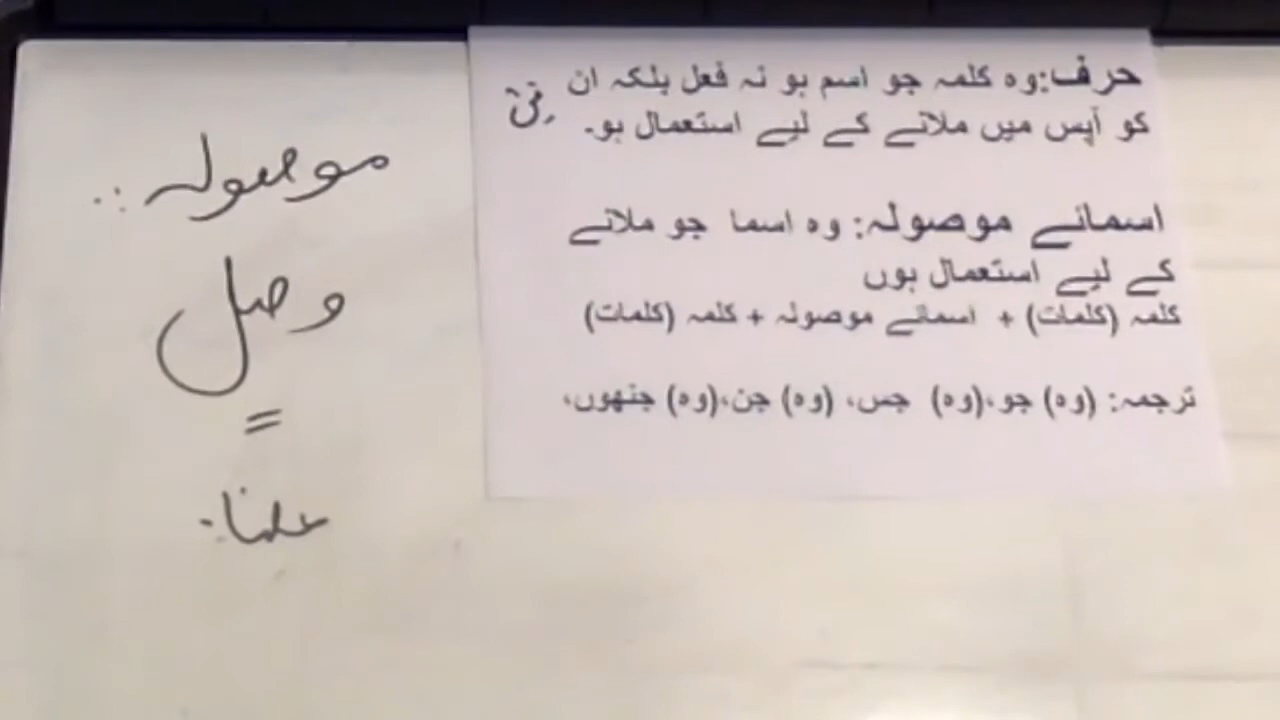 حرف:وہ کلمہ جو اسم ہو نہ فعل بلکہ ان
کو آپس میں ملانے کے لیے استعمال ہو۔
اسمائے موصولہ: وہ اسما جو ملانے
کے لیے استعمال ہوں
کلمہ (کلمات) + اسمائے موصولہ + کلمہ (کلمات)
ترجمہ: (وہ) جو،(وہ) جس، (وہ) جن،(وہ) جنھوں،
موصولہ
وصل
=
ملنا